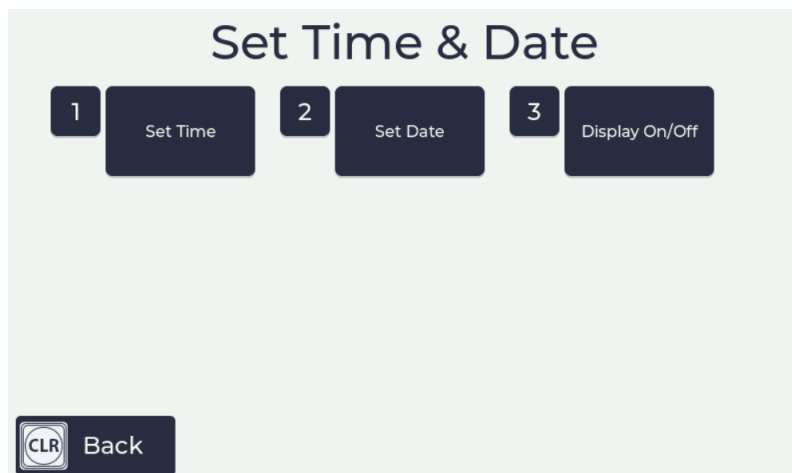 Set Time & Date
1 Set Time 2 Set Date 3 Display On/Off
CLR Back